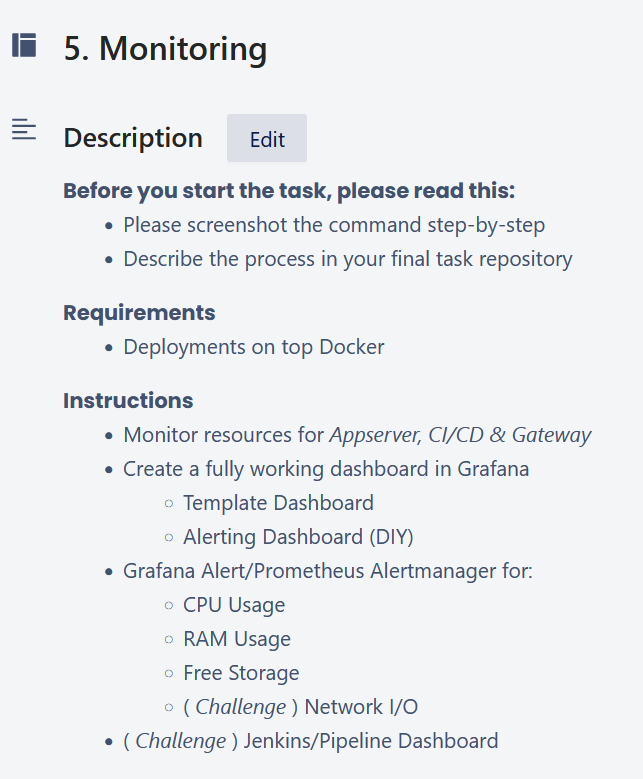 5. Monitoring
Description
Edit
Before you start the task, please read this:
Please screenshot the command step-by-step
Describe the process in your final task repository
Requirements
Deployments on top Docker
Instructions
Monitor resources for Appserver, CI/CD & Gateway
Create a fully working dashboard in Grafana
Template Dashboard
Alerting Dashboard (DIY)
Grafana Alert/Prometheus Alertmanager for:
CPU Usage
RAM Usage
Free Storage
( Challenge ) Network I/O
( Challenge ) Jenkins/Pipeline Dashboard